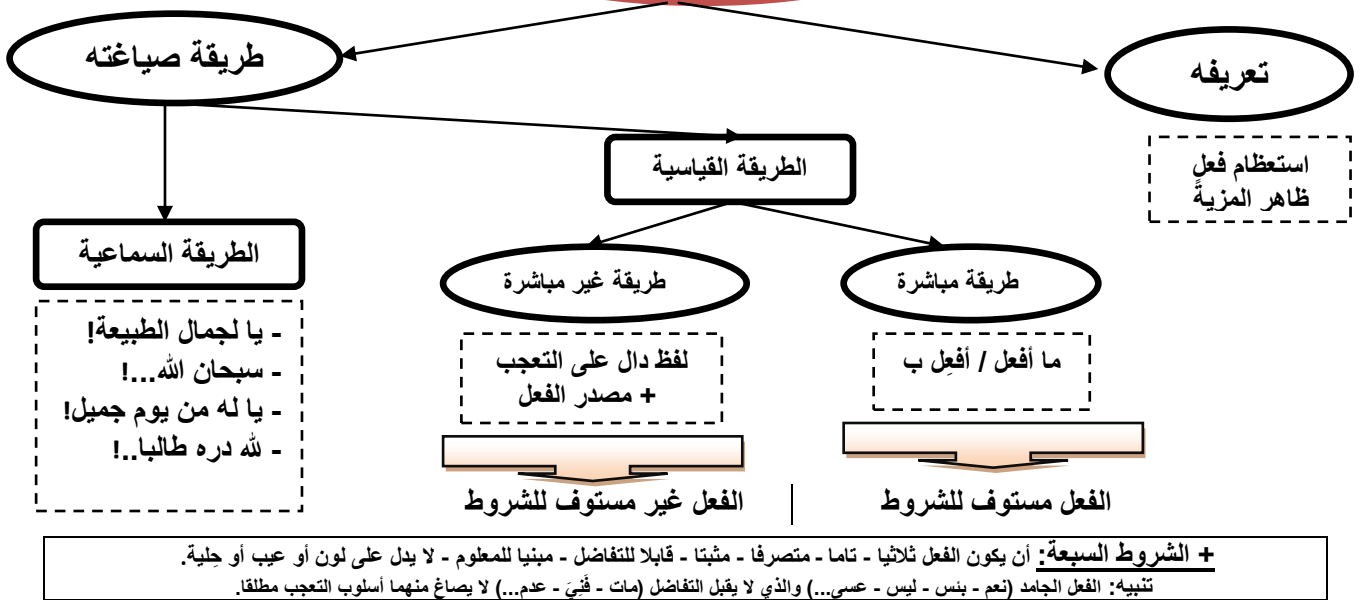 تعريفه
استعظام فعلٍ
ظاهر المزيةً
طريقة صياغته
الطريقة القياسية
طريقة مباشرة
ما أفعل / أفعِل ب
الفعل مستوف للشروط
طريقة غير مباشرة
لفظ دال على التعجب
+ مصدر الفعل
الفعل غير مستوف للشروط
الطريقة السماعية
- يا لجمال الطبيعة!
- سبحان الله...!
- يا له من يوم جميل!
- لله دره طالبا..!
+ الشروط السبعة: أن يكون الفعل ثلاثيا - تاما - متصرفا - مثبتا - قابلا للتفاضل - مبنيا للمعلوم - لا يدل على لون أو عيب أو حِلية.
تنبيه: الفعل الجامد (نعم - بئس - ليس - عسى...) والذي لا يقبل التفاضل (مات - فَنِيَ - عدم...) لا يصاغ منهما أسلوب التعجب مطلقا.